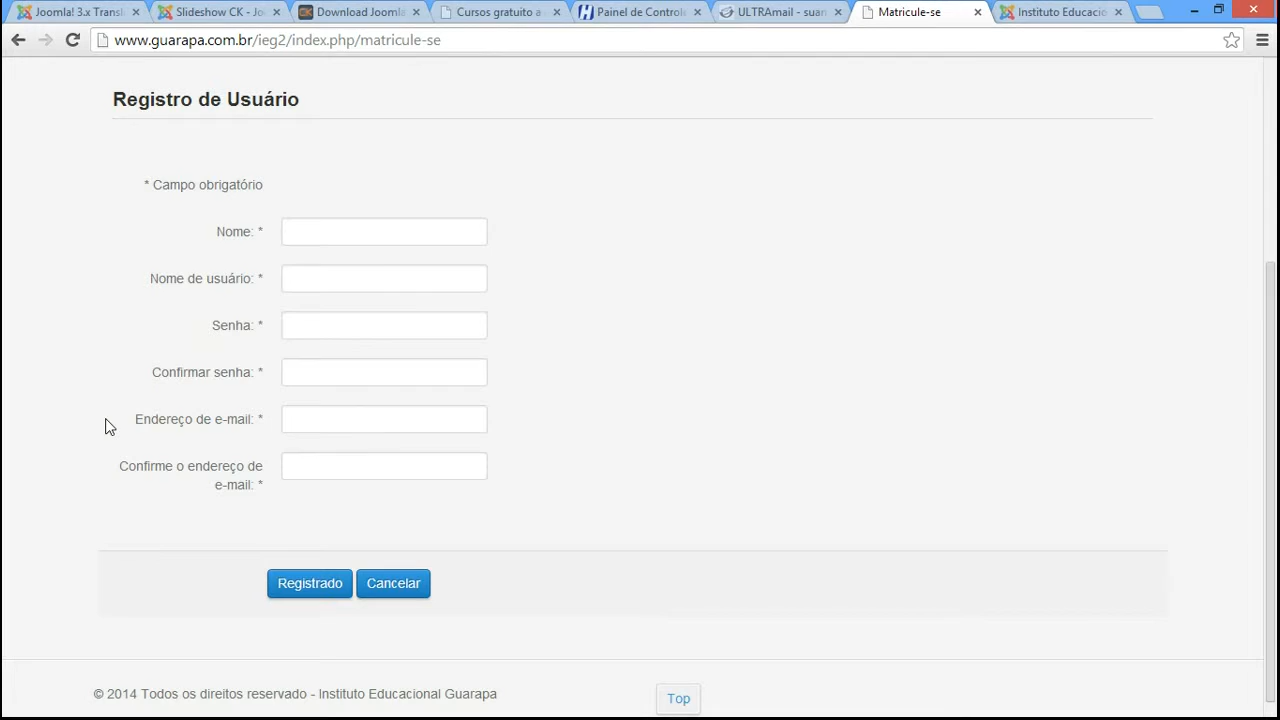 Joomla! 3.x Transl
Slideshow CK - Jo
Download Joomla
Cursos gratuito a
Painel de Controle
ULTRAmail - suan
Matricule-se
Instituto Educacio
www.guarapa.com.br/ieg2/index.php/matricule-se
Registro de Usuário
* Campo obrigatório
Nome: *
Nome de usuário: *
Senha: *
Confirmar senha: *
Endereço de e-mail: *
Confirme o endereço de
e-mail: *
Registrado Cancelar
© 2014 Todos os direitos reservado - Instituto Educacional Guarapa
Top